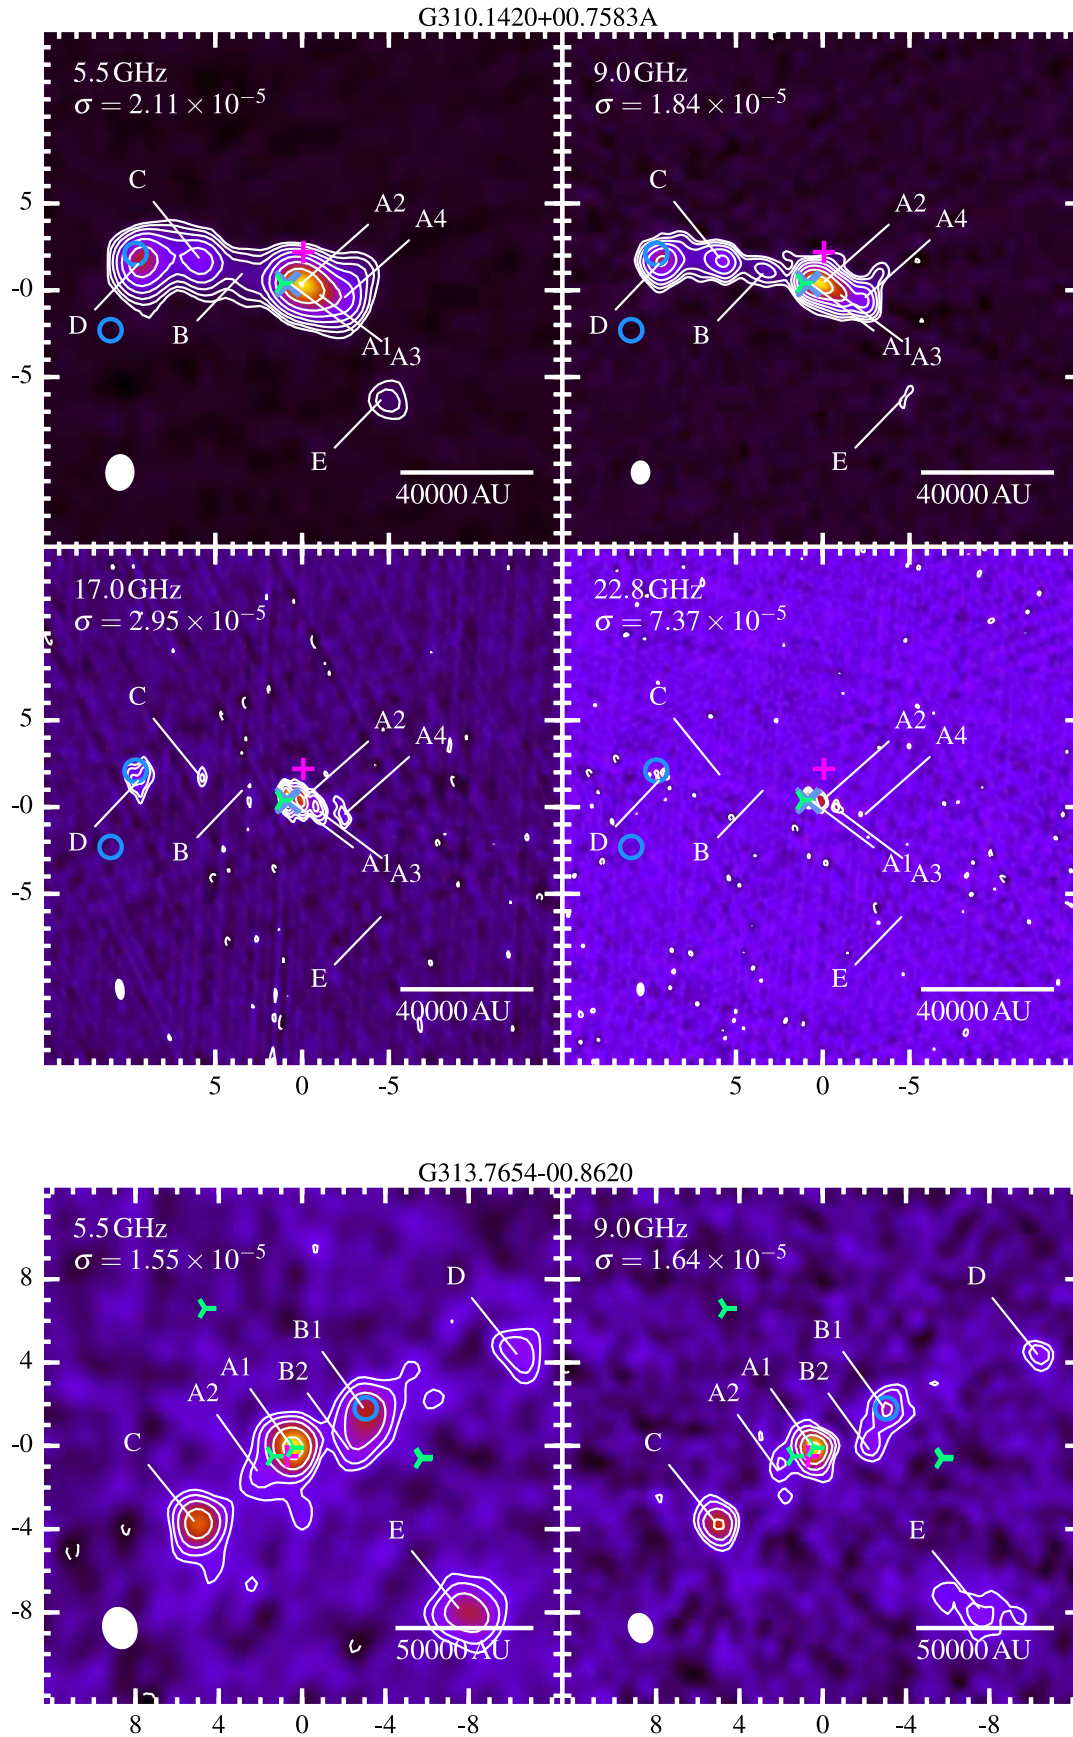 G310.1420+00.7583A
5.5 GHz
σ = 2.11 × 10⁻⁵
C
A2
A4
D
B
A1
A3
E
40000 AU
5
-0
-5
9.0 GHz
σ = 1.84 × 10⁻⁵
C
A2
A4
D
B
A1
A3
E
40000 AU
17.0 GHz
σ = 2.95 × 10⁻⁵
C
A2
A4
D
B
A1
A3
E
40000 AU
5
-0
-5
5 0 -5
22.8 GHz
σ = 7.37 × 10⁻⁵
C
A2
A4
D
B
A1
A3
E
40000 AU
5 0 -5
G313.7654-00.8620
5.5 GHz
σ = 1.55 × 10⁻⁵
D
B1
A1
B2
A2
C
E
50000 AU
8
4
-0
-4
-8
8 4 0 -4 -8
9.0 GHz
σ = 1.64 × 10⁻⁵
D
B1
A1
B2
A2
C
E
50000 AU
8 4 0 -4 -8